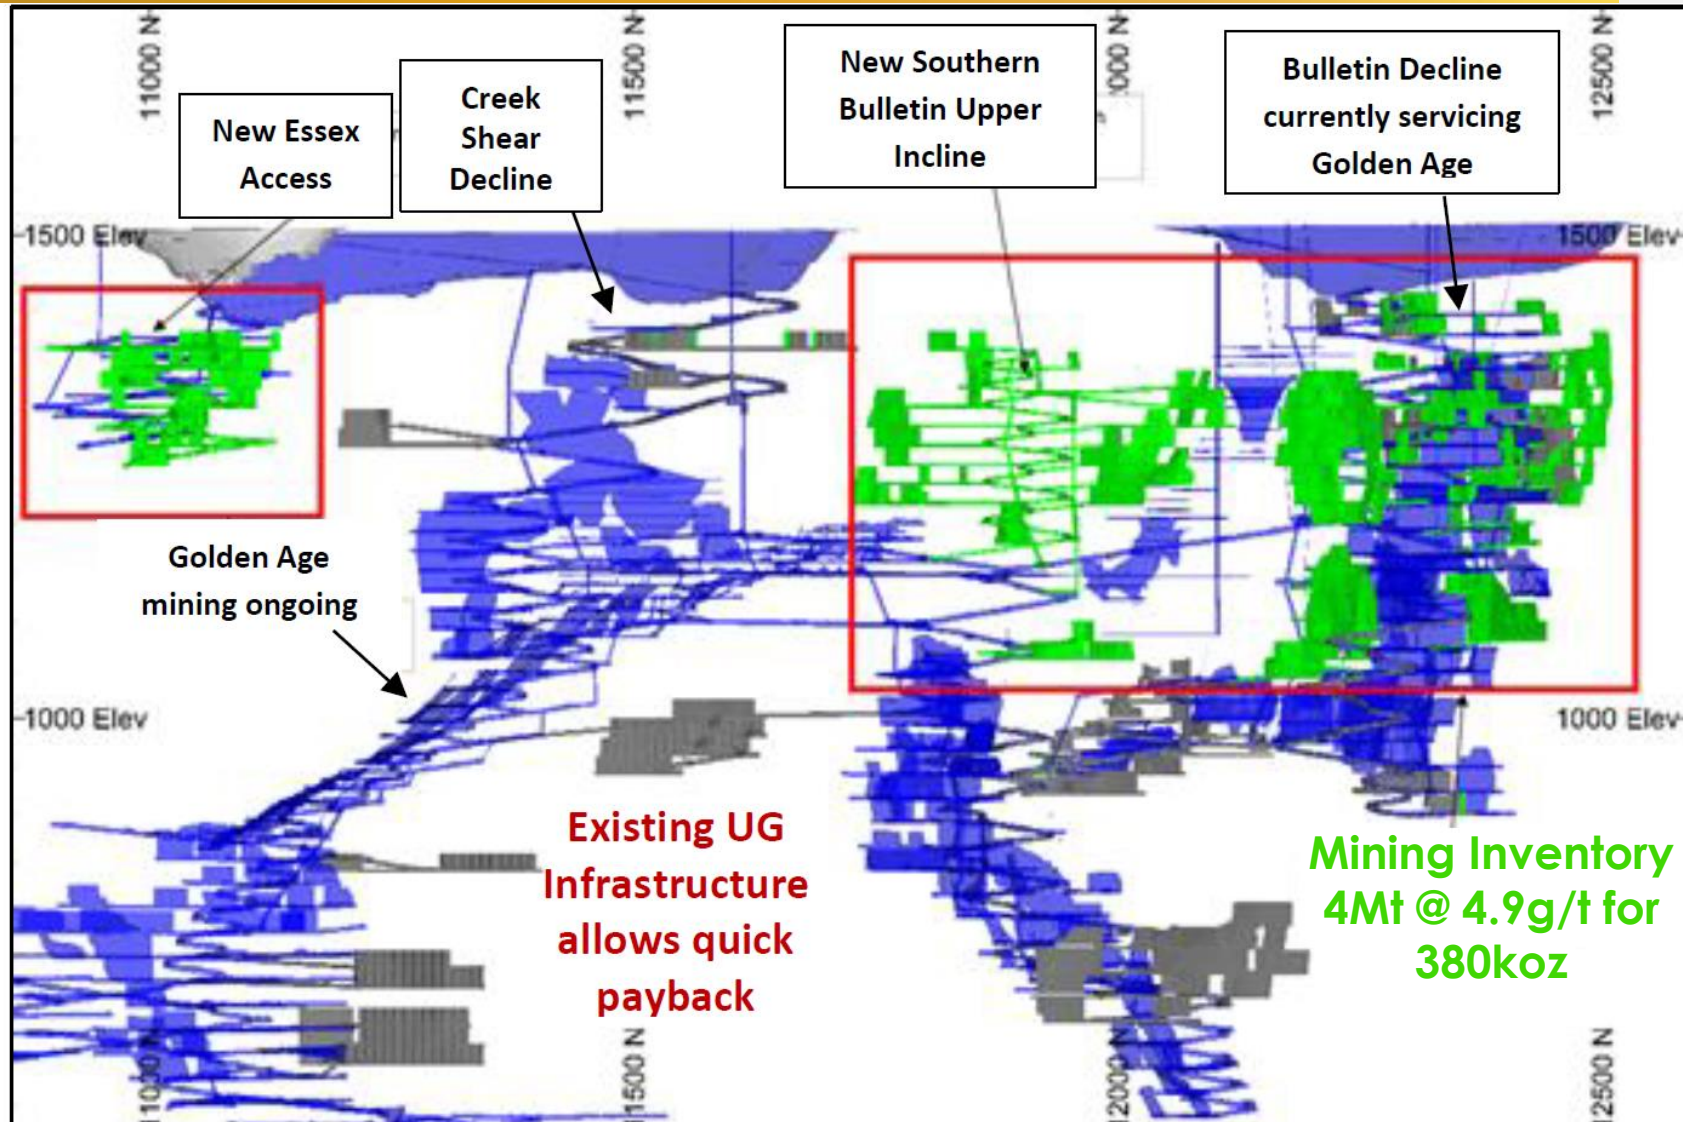 11000 N
11500 N
000 N
12500 N
New Essex
Access
Creek
Shear
Decline
New Southern
Bulletin Upper
Incline
Bulletin Decline
currently servicing
Golden Age
1500 Elev
1500 Elev
Golden Age
mining ongoing
1000 Elev
1000 Elev
Existing UG
Infrastructure
allows quick
payback
Mining Inventory
4Mt @ 4.9g/t for
380koz
11000 N
11500 N
12000 N
12500 N